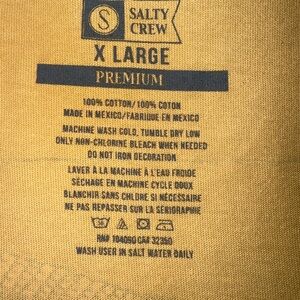 S SALTY
CREW
X LARGE
PREMIUM
100% COTTON/100% COTON
MADE IN MEXICO/FABRIQUE EN MEXICO
MACHINE WASH COLD, TUMBLE DRY LOW
ONLY NON-CHLORINE BLEACH WHEN NEEDED
DO NOT IRON DECORATION
LAVER À LA MACHINE À L'EAU FROIDE
SÉCHAGE EN MACHINE CYCLE DOUX
BLANCHIR SANS CHLORE SI NÉCESSAIRE
NE PAS REPASSER SUR LA SÉRIGRAPHIE
RN# 104090 CA# 32350
WASH USER IN SALT WATER DAILY